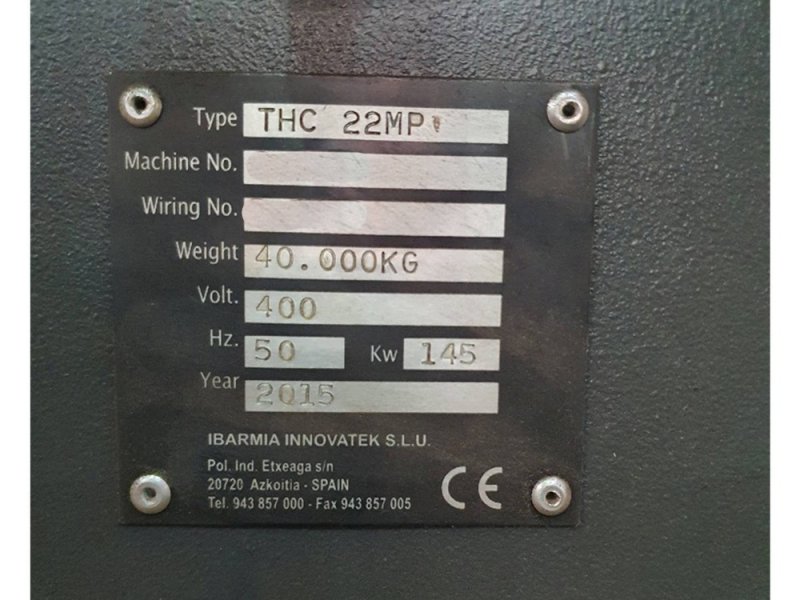 Type THC 22MP
Machine No.
Wiring No.
Weight 40.000KG
Volt. 400
Hz. 50 Kw 145
Year 2015
IBARMIA INNOVATEK S.L.U.
Pol. Ind. Etxeaga s/n
20720 Azkoitia - SPAIN
Tel. 943 857 000 - Fax 943 857 005
CE